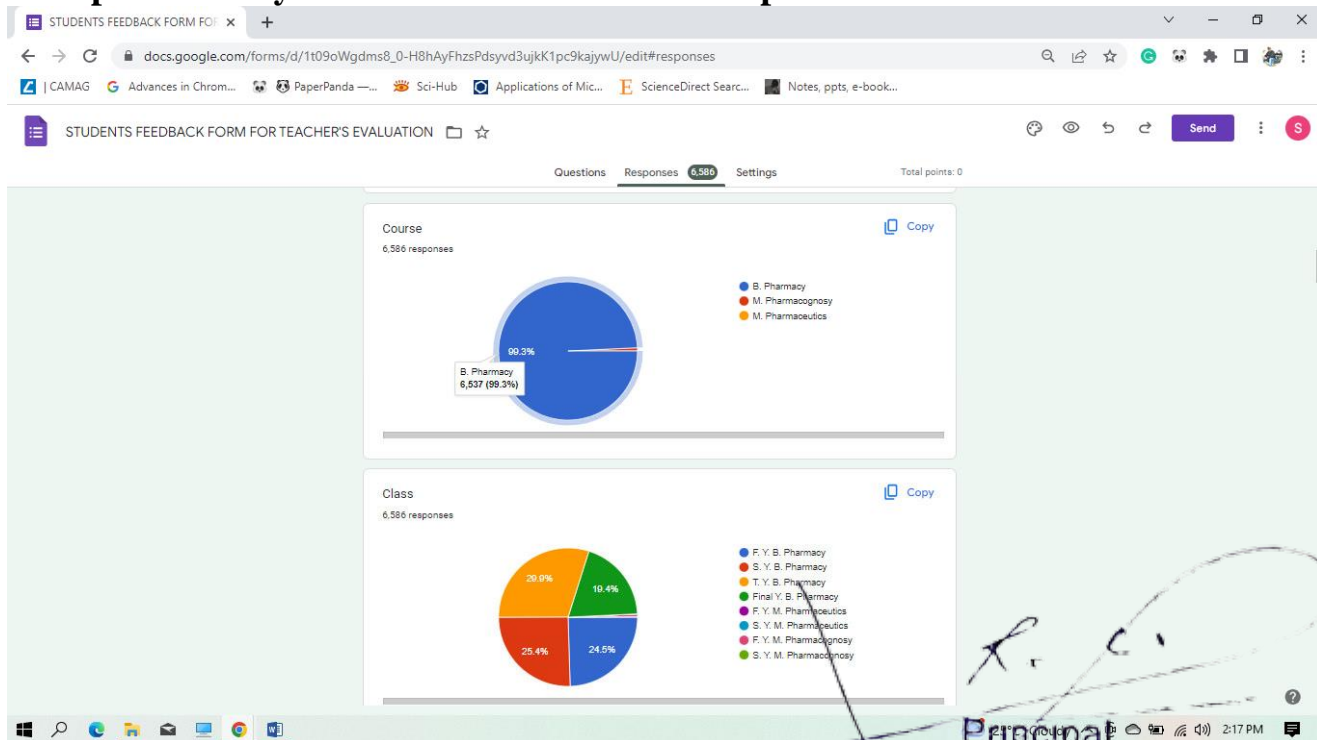 STUDENTS FEEDBACK FORM FOR
docs.google.com/forms/d/1t09oWgdms8_0-H8hAyFhzsPdsyvd3ujkK1pc9kajywU/edit#responses
| CAMAG Advances in Chrom... PaperPanda —... Sci-Hub Applications of Mic... E ScienceDirect Searc... Notes, ppts, e-book...
STUDENTS FEEDBACK FORM FOR TEACHER'S EVALUATION Send S
Questions Responses 6,586 Settings Total points: 0
Course Copy
6,586 responses
B. Pharmacy
M. Pharmacognosy
M. Pharmaceutics
99.3%
B. Pharmacy
6,537 (99.3%)
Class Copy
6,586 responses
F. Y. B. Pharmacy
S. Y. B. Pharmacy
T. Y. B. Pharmacy
Final Y. B. Pharmacy
F. Y. M. Pharmaceutics
S. Y. M. Pharmaceutics
F. Y. M. Pharmacognosy
S. Y. M. Pharmacognosy
29.9% 19.4%
25.4% 24.5%
Principal
2:17 PM